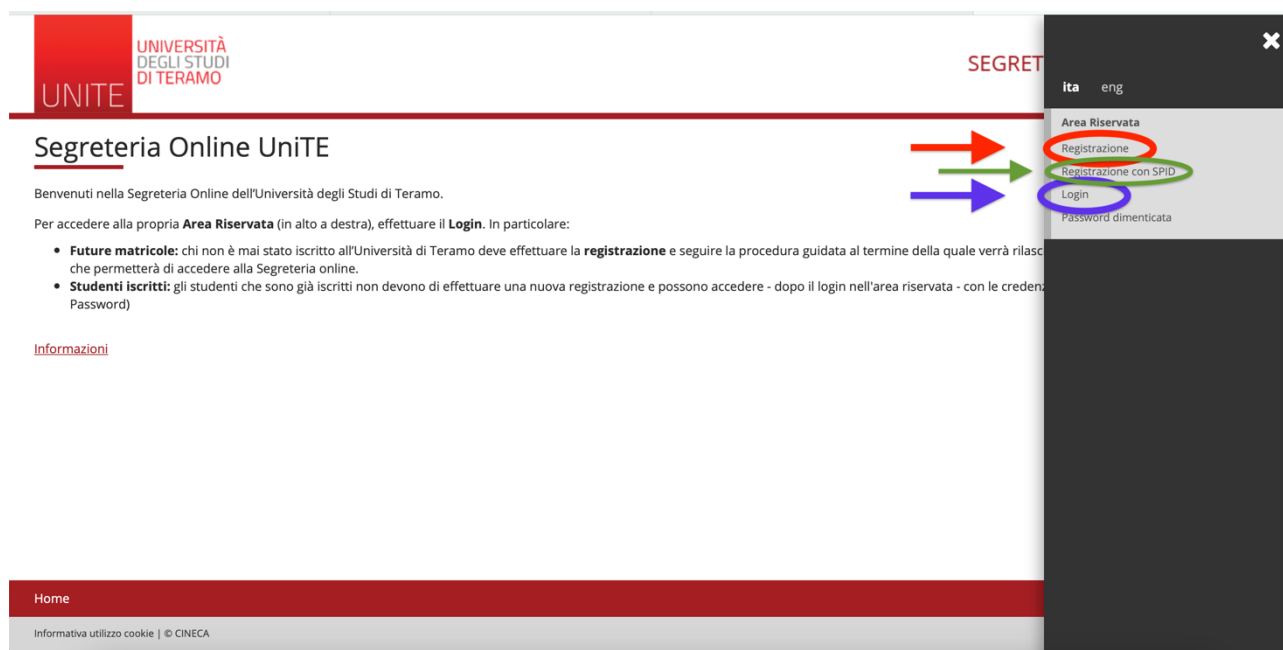 UNIVERSITÀ
DEGLI STUDI
DI TERAMO
UNITE
SEGRET
ita eng
Area Riservata
Registrazione
Registrazione con SPID
Login
Password dimenticata
Segreteria Online UniTE
Benvenuti nella Segreteria Online dell'Università degli Studi di Teramo.
Per accedere alla propria Area Riservata (in alto a destra), effettuare il Login. In particolare:
• Future matricole: chi non è mai stato iscritto all'Università di Teramo deve effettuare la registrazione e seguire la procedura guidata al termine della quale verrà rilasc
che permetterà di accedere alla Segreteria online.
• Studenti iscritti: gli studenti che sono già iscritti non devono di effettuare una nuova registrazione e possono accedere - dopo il login nell'area riservata - con le creden
Password)
Informazioni
Home
Informativa utilizzo cookie | © CINECA